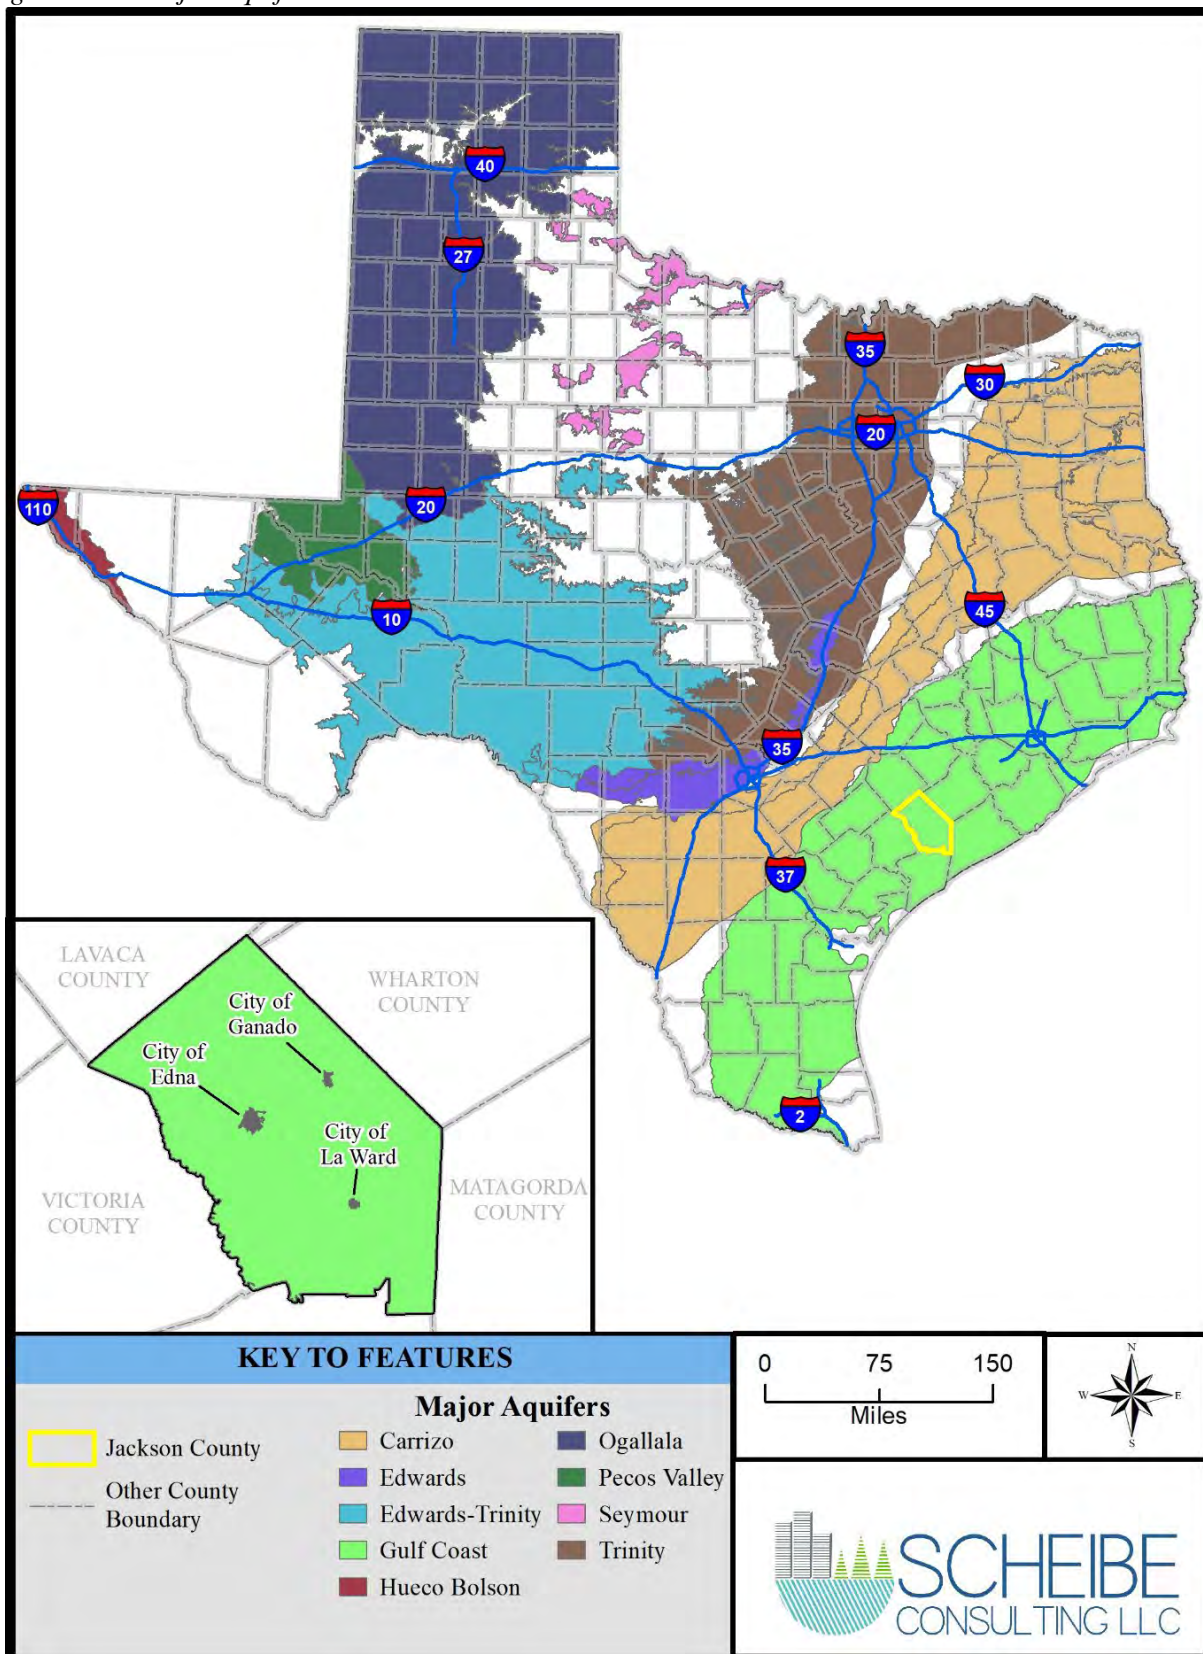 40
27
35
30
20
110
20
10
45
35
37
2
LAVACA
COUNTY
WHARTON
COUNTY
City of
Ganado
City of
Edna
City of
La Ward
VICTORIA
COUNTY
MATAGORDA
COUNTY
KEY TO FEATURES
Major Aquifers
Jackson County
Other County
Boundary
Carrizo
Edwards
Edwards-Trinity
Gulf Coast
Hueco Bolson
Ogallala
Pecos Valley
Seymour
Trinity
0 75 150
Miles
N
W E
S
SCHEIBE
CONSULTING LLC